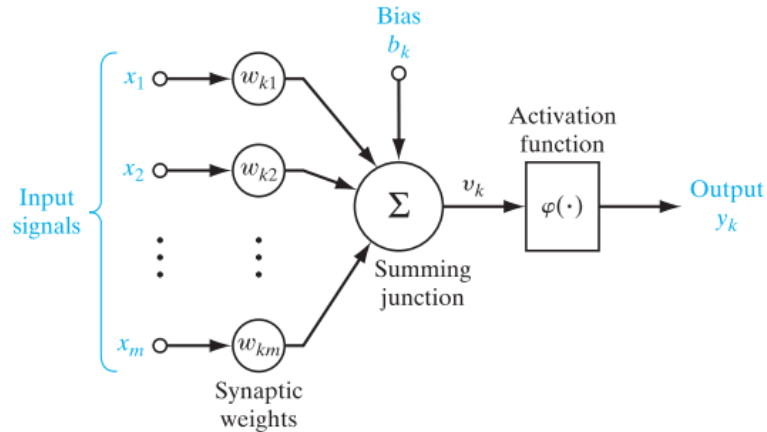 Bias
b_k
x_1
w_k1
Activation
function
x_2
w_k2
Input
signals
Σ
v_k
φ(·)
Output
y_k
Summing
junction
x_m
w_km
Synaptic
weights